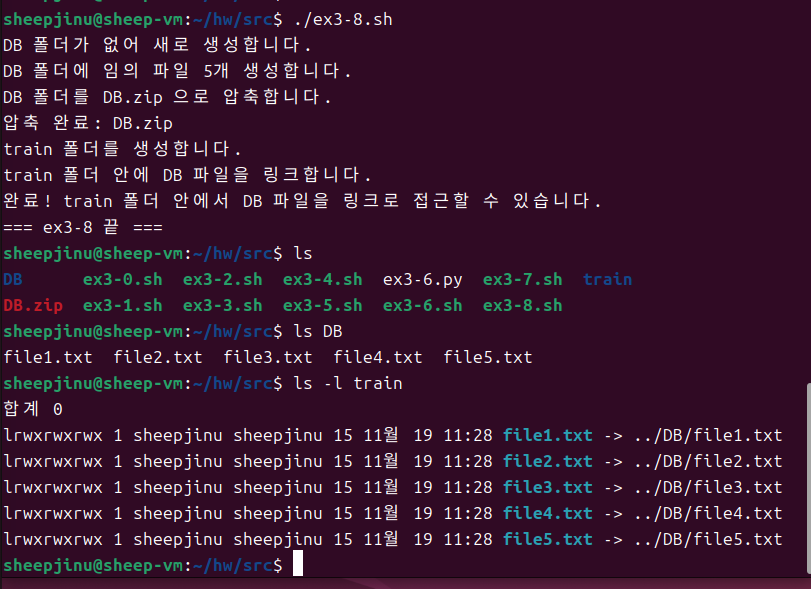 sheepjinu@sheep-vm:~/hw/src$ ./ex3-8.sh
DB 폴더가 없어 새로 생성합니다.
DB 폴더에 임의 파일 5개 생성합니다.
DB 폴더를 DB.zip 으로 압축합니다.
압축 완료: DB.zip
train 폴더를 생성합니다.
train 폴더 안에 DB 파일을 링크합니다.
완료! train 폴더 안에서 DB 파일을 링크로 접근할 수 있습니다.
=== ex3-8 끝 ===
sheepjinu@sheep-vm:~/hw/src$ ls
DB      ex3-0.sh  ex3-2.sh  ex3-4.sh  ex3-6.py  ex3-7.sh  train
DB.zip  ex3-1.sh  ex3-3.sh  ex3-5.sh  ex3-6.sh  ex3-8.sh
sheepjinu@sheep-vm:~/hw/src$ ls DB
file1.txt  file2.txt  file3.txt  file4.txt  file5.txt
sheepjinu@sheep-vm:~/hw/src$ ls -l train
합계 0
lrwxrwxrwx 1 sheepjinu sheepjinu 15 11월 19 11:28 file1.txt -> ../DB/file1.txt
lrwxrwxrwx 1 sheepjinu sheepjinu 15 11월 19 11:28 file2.txt -> ../DB/file2.txt
lrwxrwxrwx 1 sheepjinu sheepjinu 15 11월 19 11:28 file3.txt -> ../DB/file3.txt
lrwxrwxrwx 1 sheepjinu sheepjinu 15 11월 19 11:28 file4.txt -> ../DB/file4.txt
lrwxrwxrwx 1 sheepjinu sheepjinu 15 11월 19 11:28 file5.txt -> ../DB/file5.txt
sheepjinu@sheep-vm:~/hw/src$